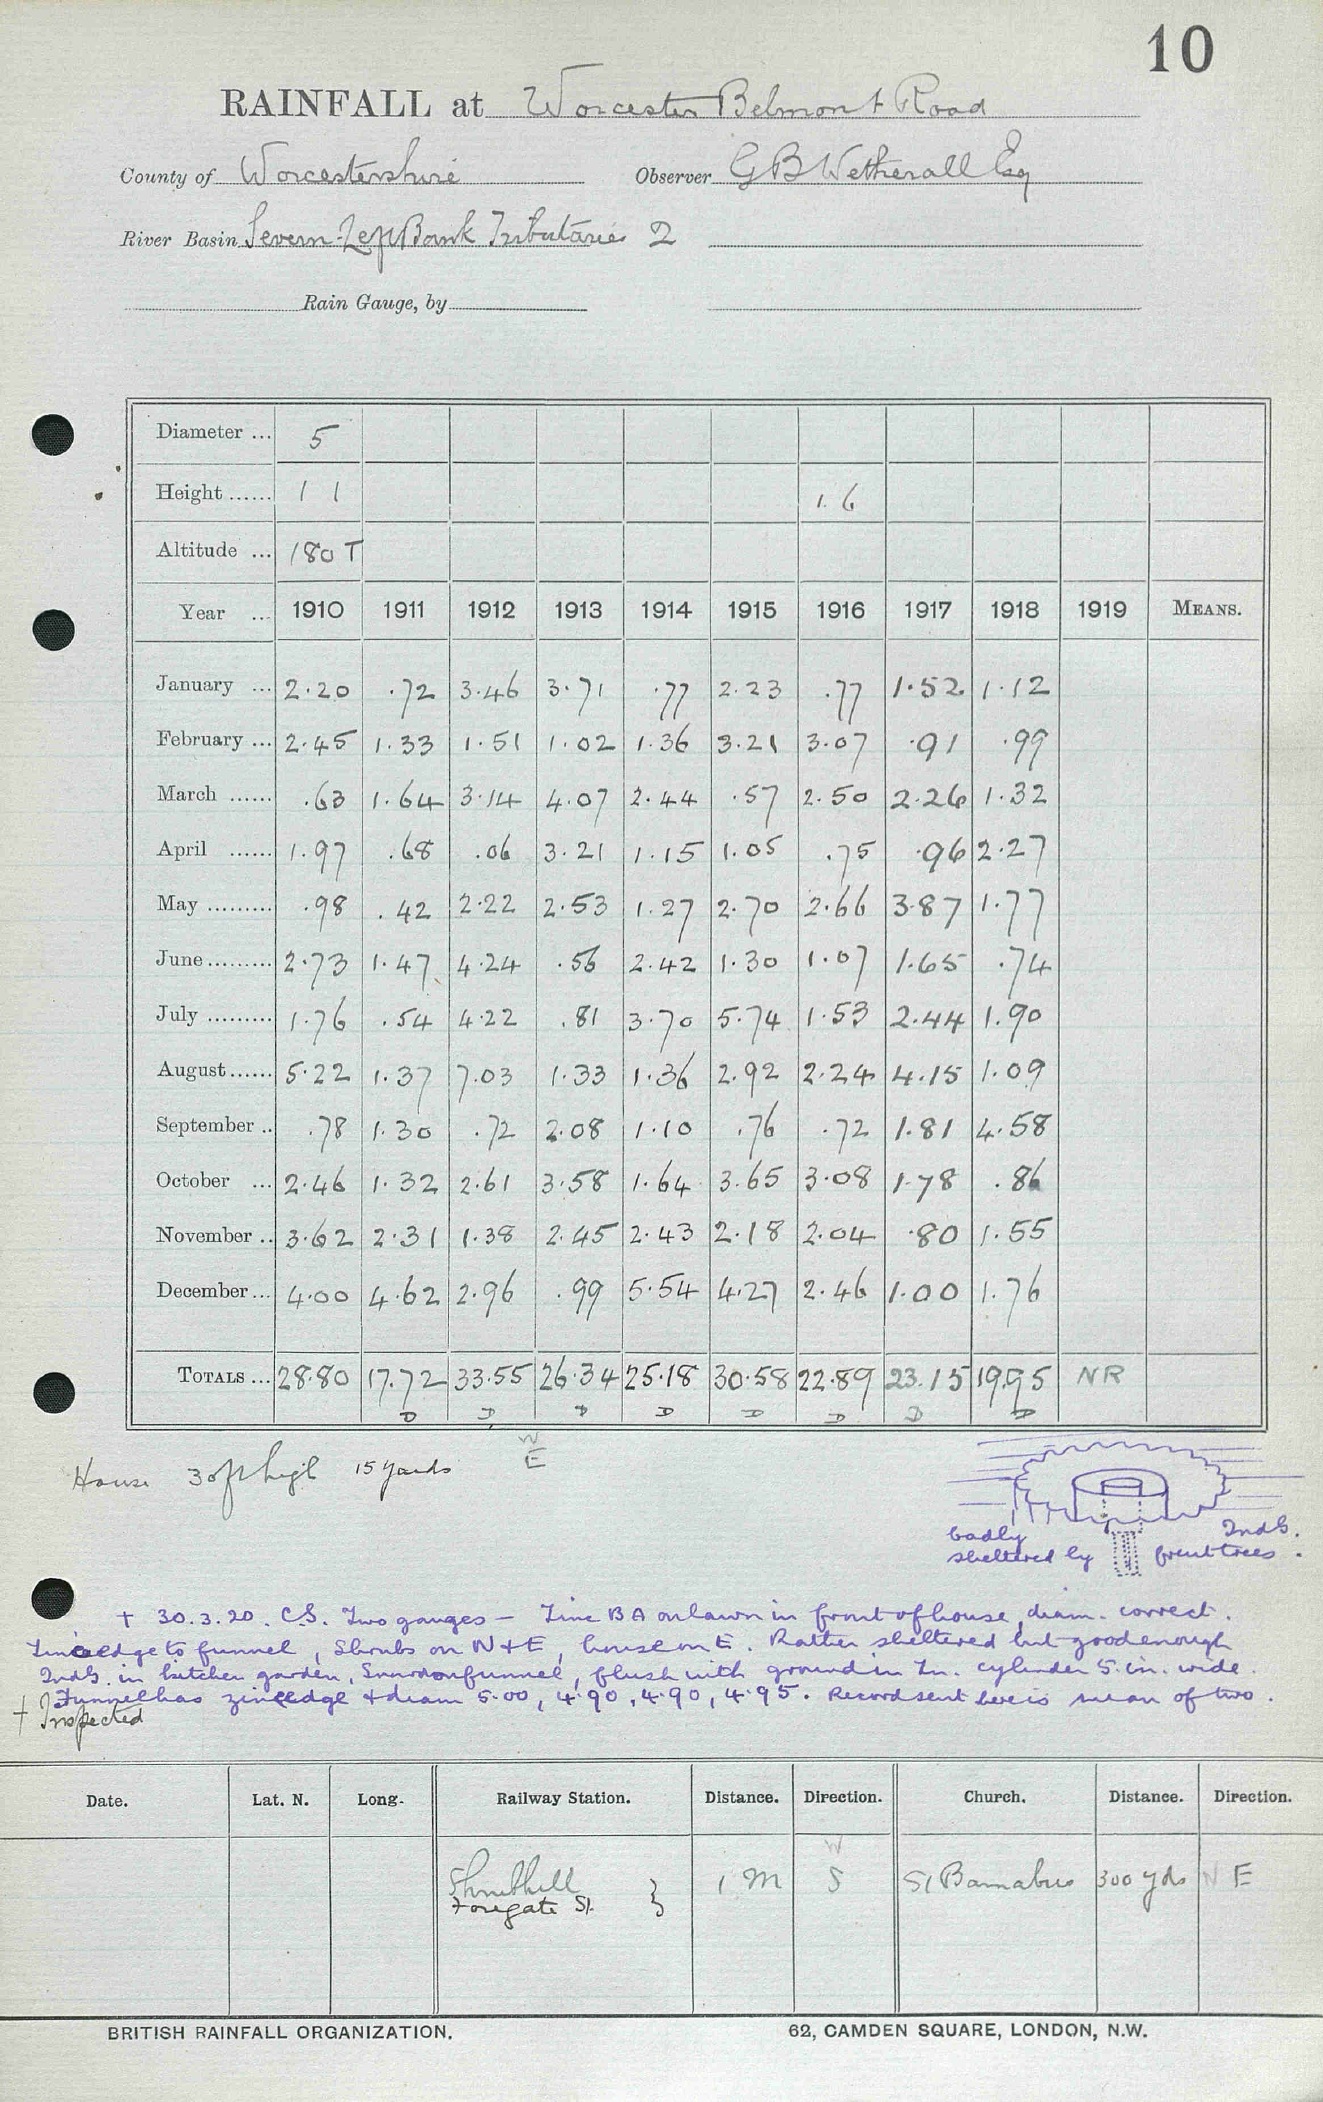 10
RAINFALL at Worcester Belmont Road
County of Worcestershire Observer G B Wetherall Esq
River Basin Severn-Left Bank Tributaries 2
Rain Gauge, by
Diameter ... 5
Height ...... 1 1 1. 6
Altitude ... 180 T
Year ... 1910 1911 1912 1913 1914 1915 1916 1917 1918 1919 MEANS.
January ... 2.20 .72 3.46 3.71 .77 2.23 .77 1.52 1.12
February ... 2.45 1.33 1.51 1.02 1.36 3.21 3.07 .91 .99
March ...... .63 1.64 3.14 4.07 2.44 .57 2.50 2.26 1.32
April ...... 1.97 .68 .06 3.21 1.15 1.05 .75 .96 2.27
May ......... .98 .42 2.22 2.53 1.27 2.70 2.66 3.87 1.77
June ......... 2.73 1.47 4.24 .56 2.42 1.30 1.07 1.65 .74
July ......... 1.76 .54 4.22 .81 3.70 5.74 1.53 2.44 1.90
August ...... 5.22 1.37 7.03 1.33 1.36 2.92 2.24 4.15 1.09
September .. .78 1.30 .72 2.08 1.10 .76 .72 1.81 4.58
October ... 2.46 1.32 2.61 3.58 1.64 3.65 3.08 1.78 .86
November .. 3.62 2.31 1.38 2.45 2.43 2.18 2.04 .80 1.55
December ... 4.00 4.62 2.96 .99 5.54 4.27 2.46 1.00 1.76
TOTALS ... 28.80 17.72 33.55 26.34 25.18 30.58 22.89 23.15 19.95 NR
D D D D D D D D
W
House 30ft high 15 yards E
badly 2nd G.
sheltered by fruit trees.
+ 30.3.20. C.S. Two gauges - Zinc BA on lawn in front of house, diam. correct.
Zinc edge to funnel, Shrubs on N & E, house on E. Rather sheltered but good enough
2nd G. in kitchen garden, Snowdon funnel, flush with ground in Zn. cylinder 5 in. wide.
Funnel has zinc edge & diam 5.00, 4.90, 4.90, 4.95. Record sent here is mean of two.
+ Inspected
Date. Lat. N. Long. Railway Station. Distance. Direction. Church. Distance. Direction.
W
Shrubhill } 1 M S St Barnabus 300 yds N E
Foregate St.
BRITISH RAINFALL ORGANIZATION. 62, CAMDEN SQUARE, LONDON, N.W.